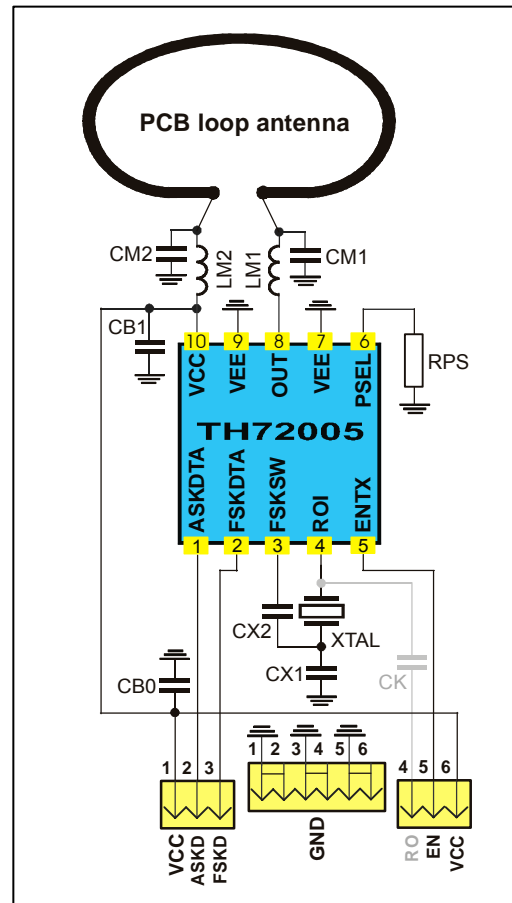 PCB loop antenna
CM2
LM2
LM1
CM1
CB1
10
9
8
7
6
RPS
VCC
VEE
OUT
VEE
PSEL
TH72005
ASKDTA
FSKDTA
FSKSW
ROI
ENTX
1
2
3
4
5
CX2
XTAL
CX1
CB0
CK
1 2 3
1 2 3 4 5 6
4 5 6
VCC
ASKD
FSKD
GND
RO
EN
VCC